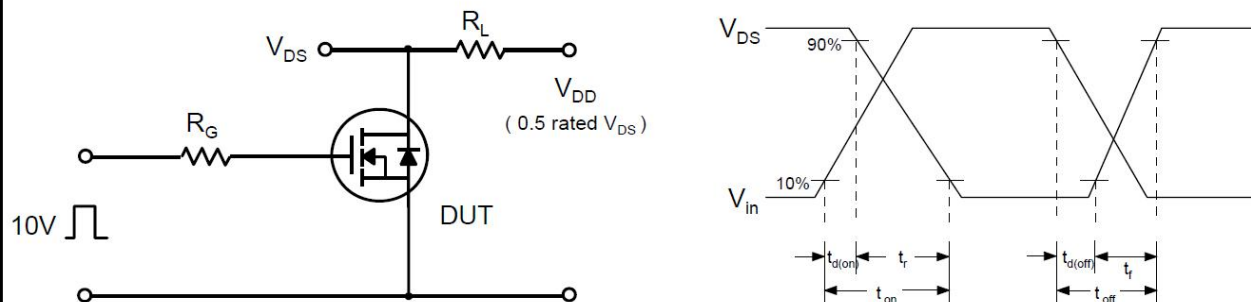 R_L
V_DS
V_DD
( 0.5 rated V_DS )
R_G
10V
DUT
V_DS
90%
10%
V_in
t_d(on)
t_r
t_d(off)
t_f
t_on
t_off